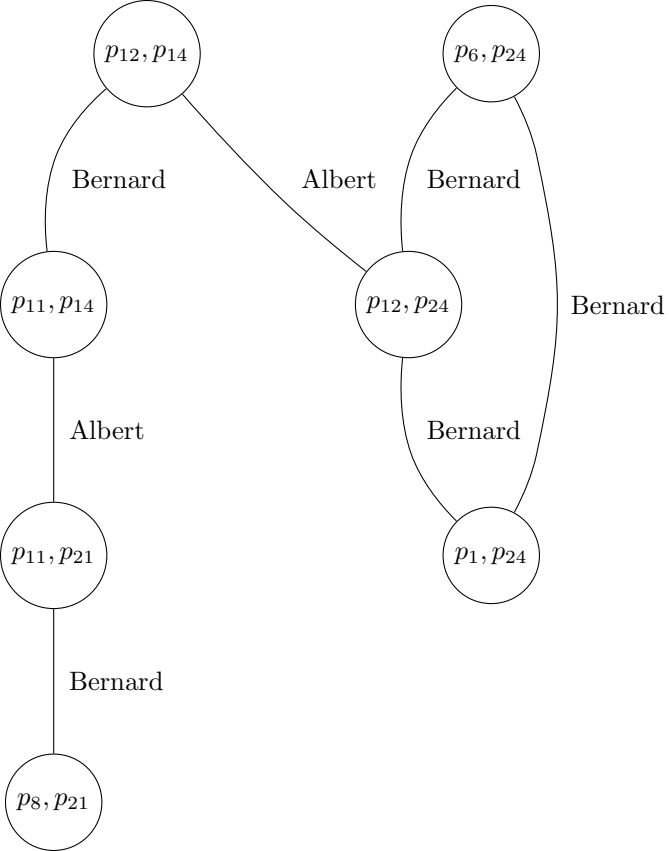 p₁₂, p₁₄
p₆, p₂₄
Bernard
Albert
Bernard
p₁₁, p₁₄
p₁₂, p₂₄
Bernard
Albert
Bernard
p₁₁, p₂₁
p₁, p₂₄
Bernard
p₈, p₂₁